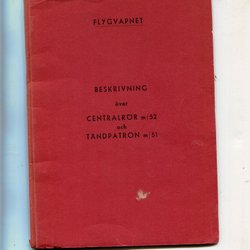 FLYGVAPNET
BESKRIVNING
över
CENTRALRÖR m/52
och
TÄNDPATRON m/51